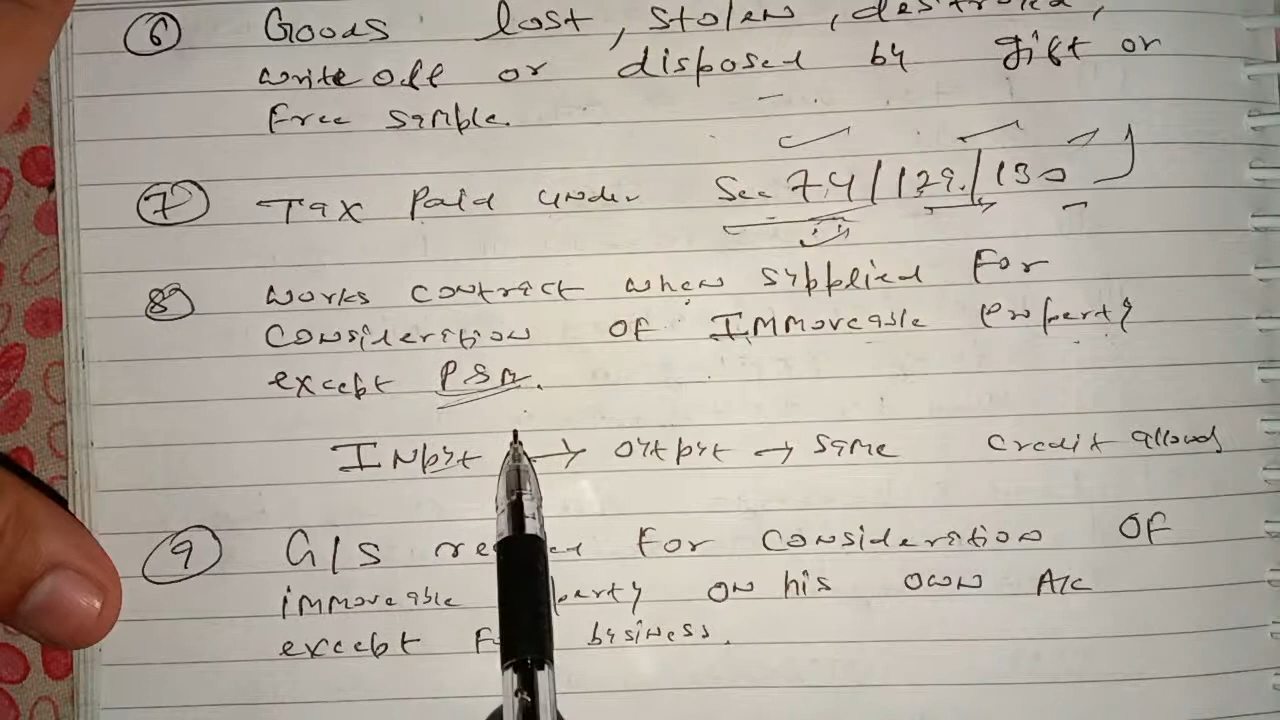 6 Goods lost, stolen, destroyed,
write off or disposed by gift or
free sample.
7 Tax paid under Sec 74/129/130
8 works contract when supplied for
consideration of Immoveable property
except P&M.
Input → output → same credit allowed
9 G/S for consideration of
immoveable on his own A/c
except business.